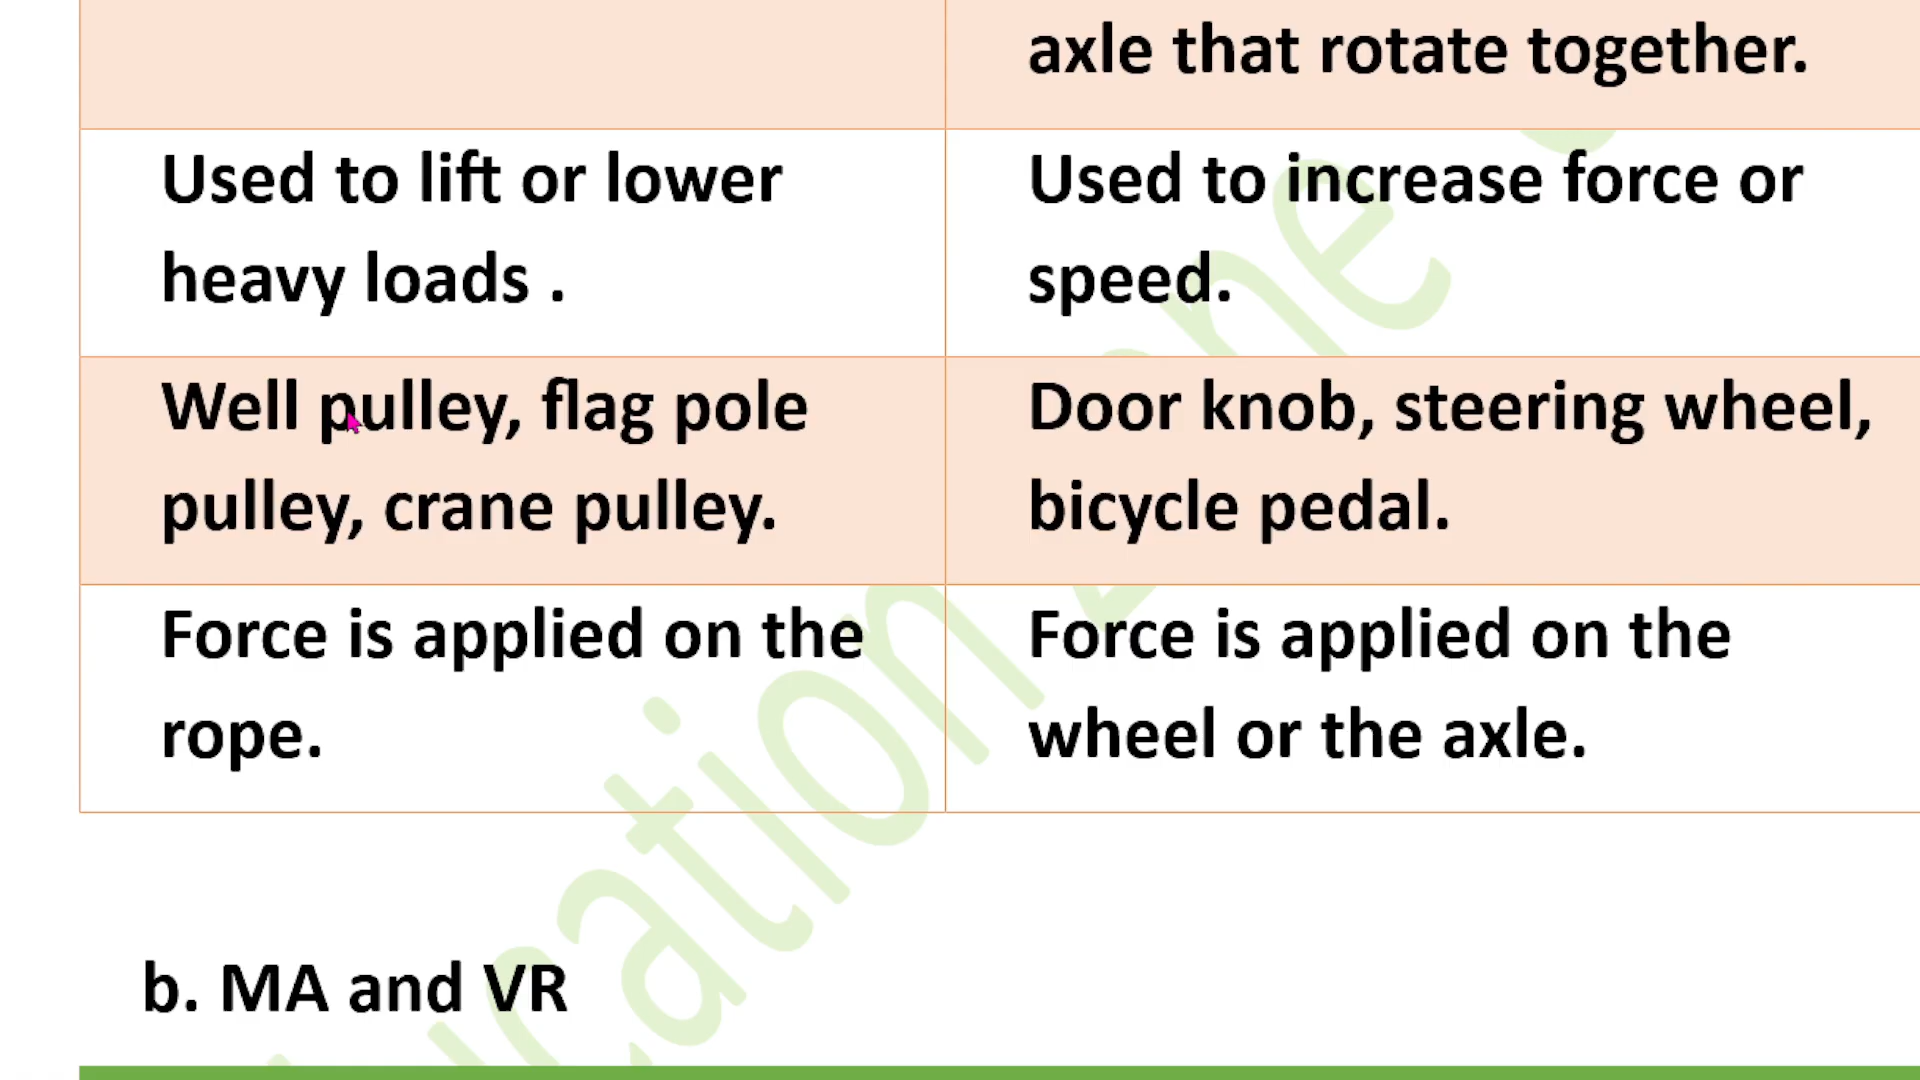 axle that rotate together.
Used to lift or lower
heavy loads .
Used to increase force or
speed.
Well pulley, flag pole
pulley, crane pulley.
Door knob, steering wheel,
bicycle pedal.
Force is applied on the
rope.
Force is applied on the
wheel or the axle.
b. MA and VR